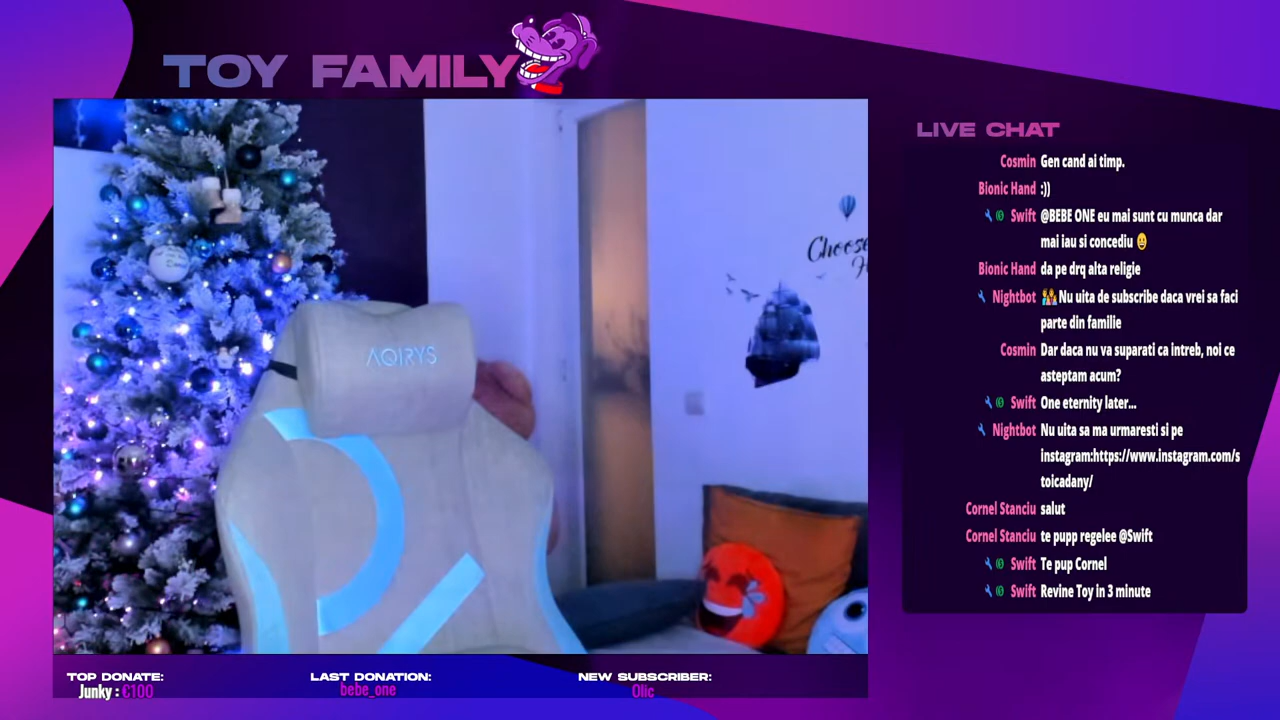 TOY FAMILY
LIVE CHAT
Cosmin Gen cand ai timp.
Bionic Hand :))
Swift @BEBE ONE eu mai sunt cu munca dar
mai iau si concediu 😃
Bionic Hand da pe drq alta religie
Nightbot 👫Nu uita de subscribe daca vrei sa faci
parte din familie
Cosmin Dar daca nu va suparati ca intreb, noi ce
asteptam acum?
Swift One eternity later...
Nightbot Nu uita sa ma urmaresti si pe
instagram:https://www.instagram.com/s
toicadany/
Cornel Stanciu salut
Cornel Stanciu te pupp regelee @Swift
Swift Te pup Cornel
Swift Revine Toy in 3 minute
Choose
AQIRYS
TOP DONATE:
Junky : €100
LAST DONATION:
bebe_one
NEW SUBSCRIBER:
Olic